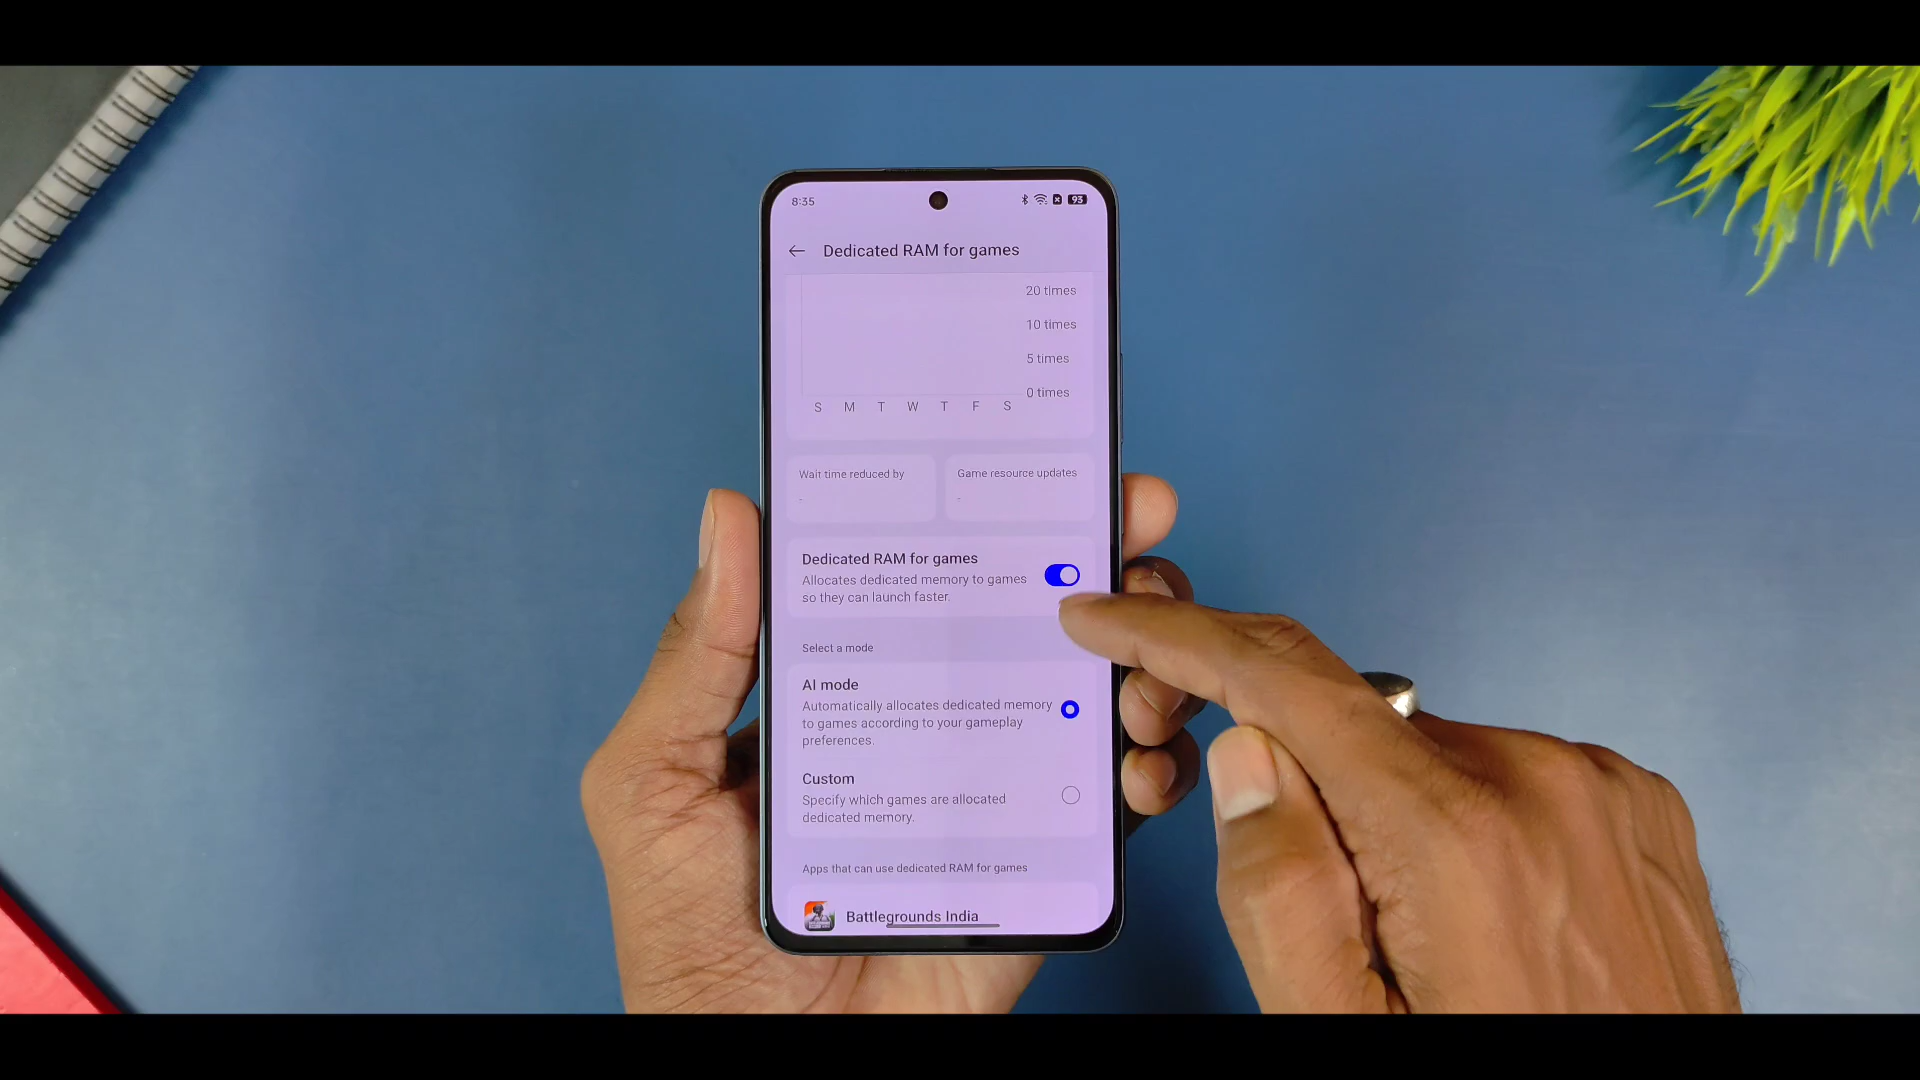 8:35
93
Dedicated RAM for games
20 times
10 times
5 times
0 times
S M T W T F S
Wait time reduced by
-
Game resource updates
-
Dedicated RAM for games
Allocates dedicated memory to games
so they can launch faster.
Select a mode
AI mode
Automatically allocates dedicated memory
to games according to your gameplay
preferences.
Custom
Specify which games are allocated
dedicated memory.
Apps that can use dedicated RAM for games
Battlegrounds India